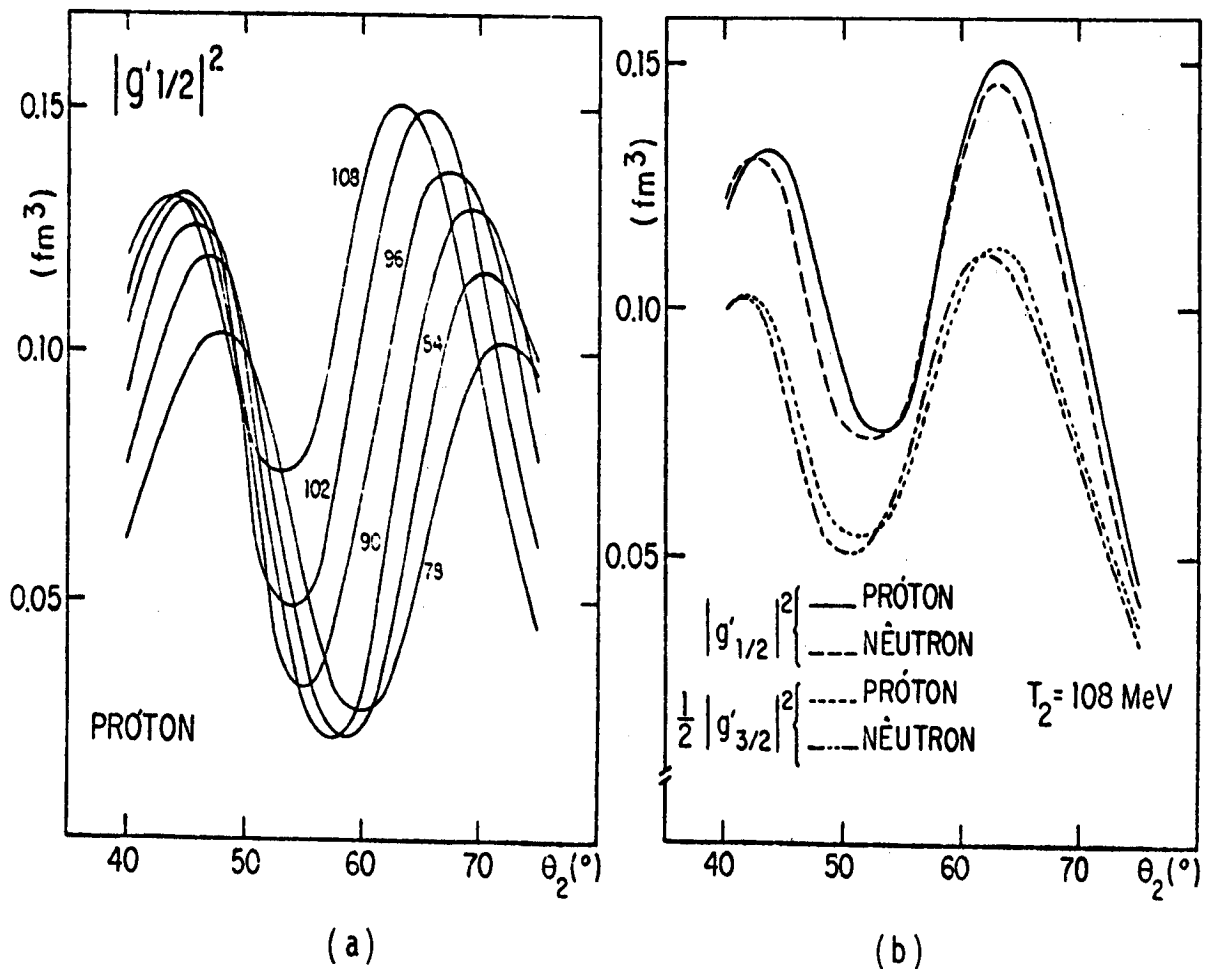 |g'1/2|²
(fm³)
0.15
0.10
0.05
108
96
84
102
90
78
PRÓTON
40 50 60 70 θ₂(°)
(a)
(fm³)
0.15
0.10
0.05
|g'₁/₂|² { PRÓTON
NÊUTRON
½ |g'₃/₂|² { PRÓTON
NÊUTRON
T₂ = 108 MeV
40 50 60 70 θ₂(°)
(b)